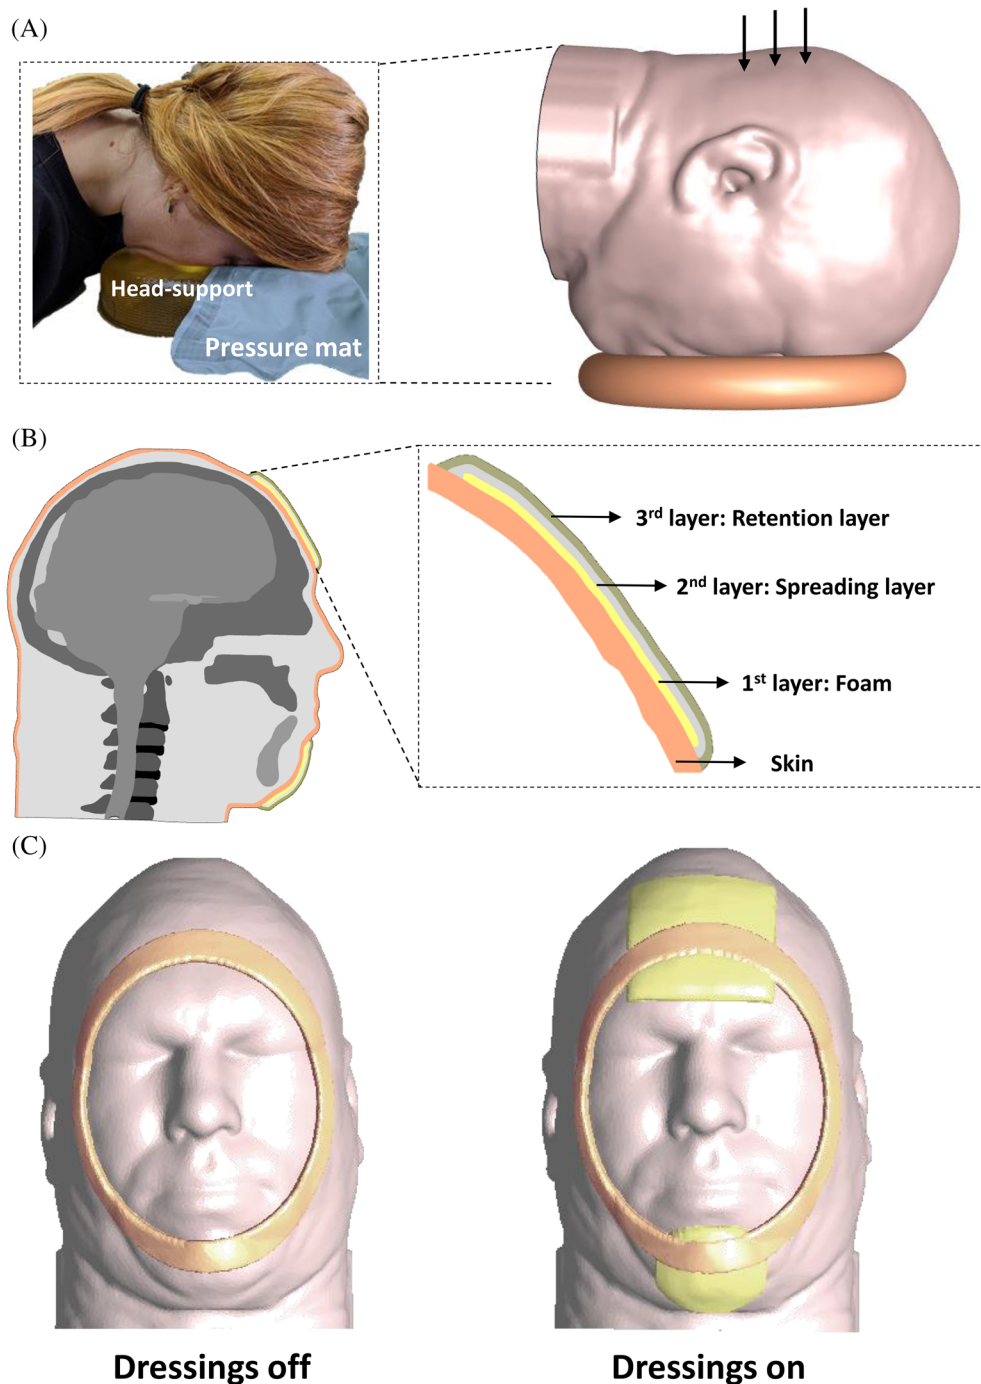 (A)
Head-support
Pressure mat
(B)
3rd layer: Retention layer
2nd layer: Spreading layer
1st layer: Foam
Skin
(C)
Dressings off
Dressings on